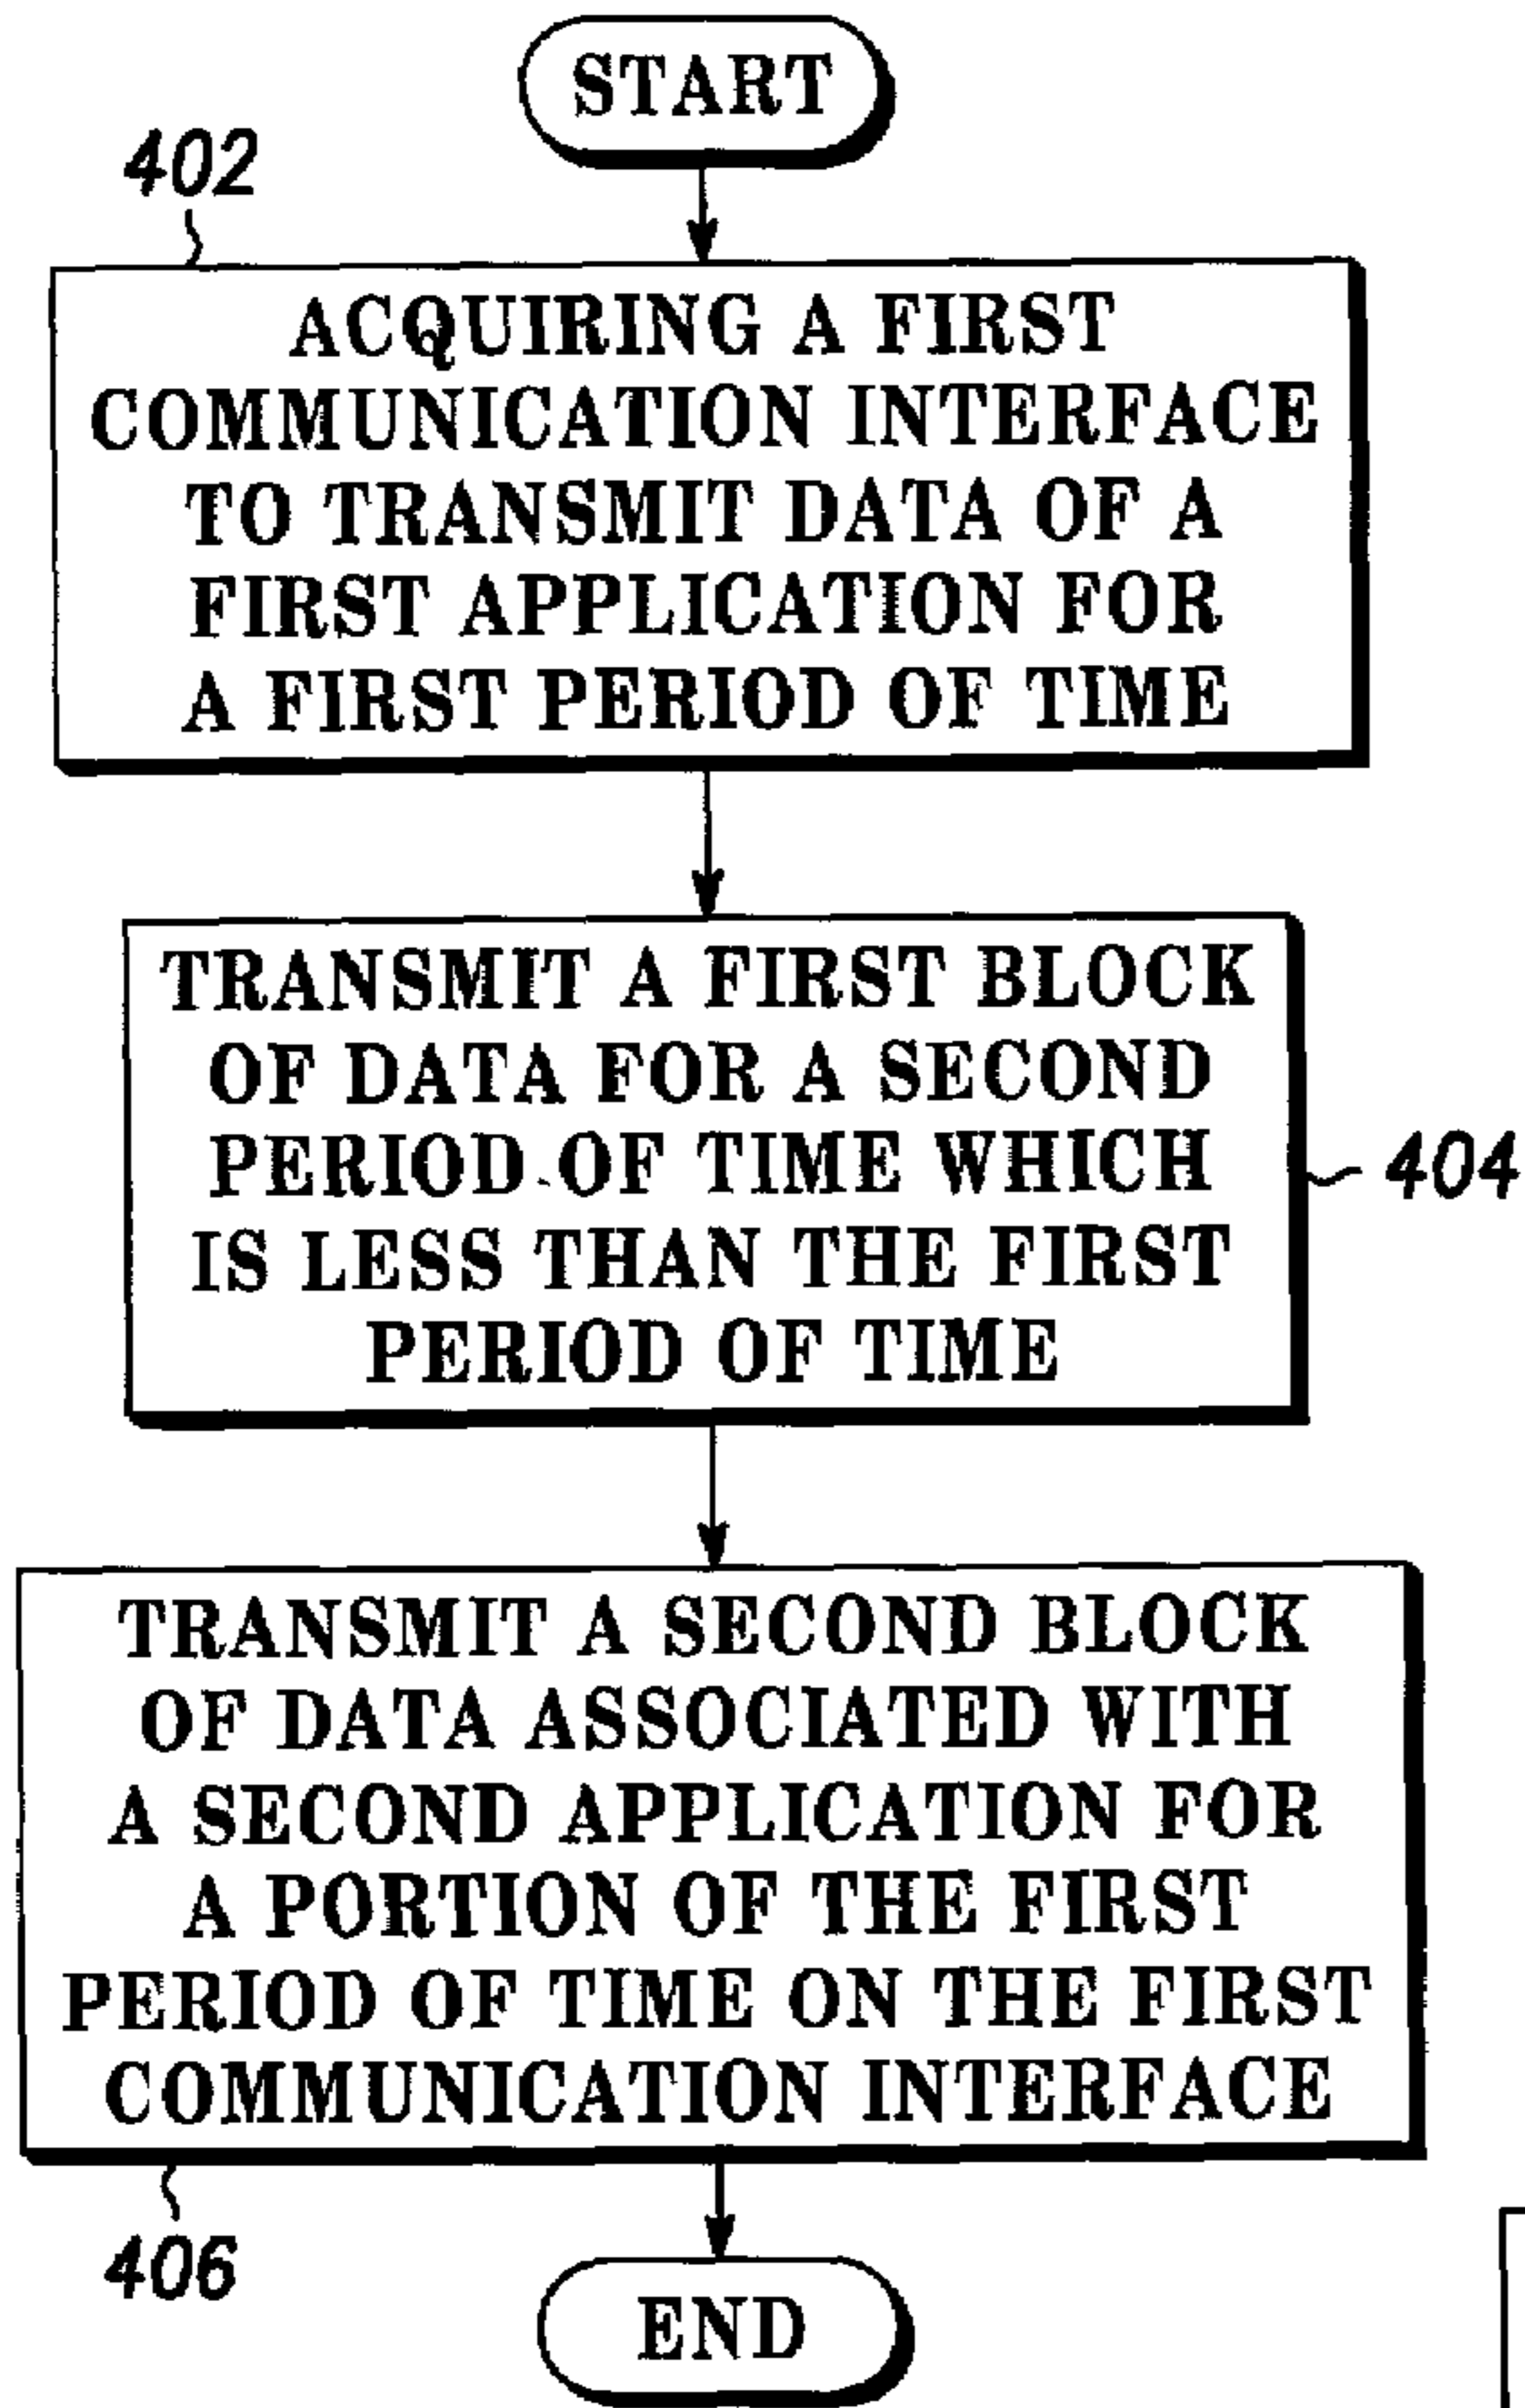 START
402
ACQUIRING A FIRST
COMMUNICATION INTERFACE
TO TRANSMIT DATA OF A
FIRST APPLICATION FOR
A FIRST PERIOD OF TIME
TRANSMIT A FIRST BLOCK
OF DATA FOR A SECOND
PERIOD OF TIME WHICH
IS LESS THAN THE FIRST
PERIOD OF TIME
404
TRANSMIT A SECOND BLOCK
OF DATA ASSOCIATED WITH
A SECOND APPLICATION FOR
A PORTION OF THE FIRST
PERIOD OF TIME ON THE FIRST
COMMUNICATION INTERFACE
406
END